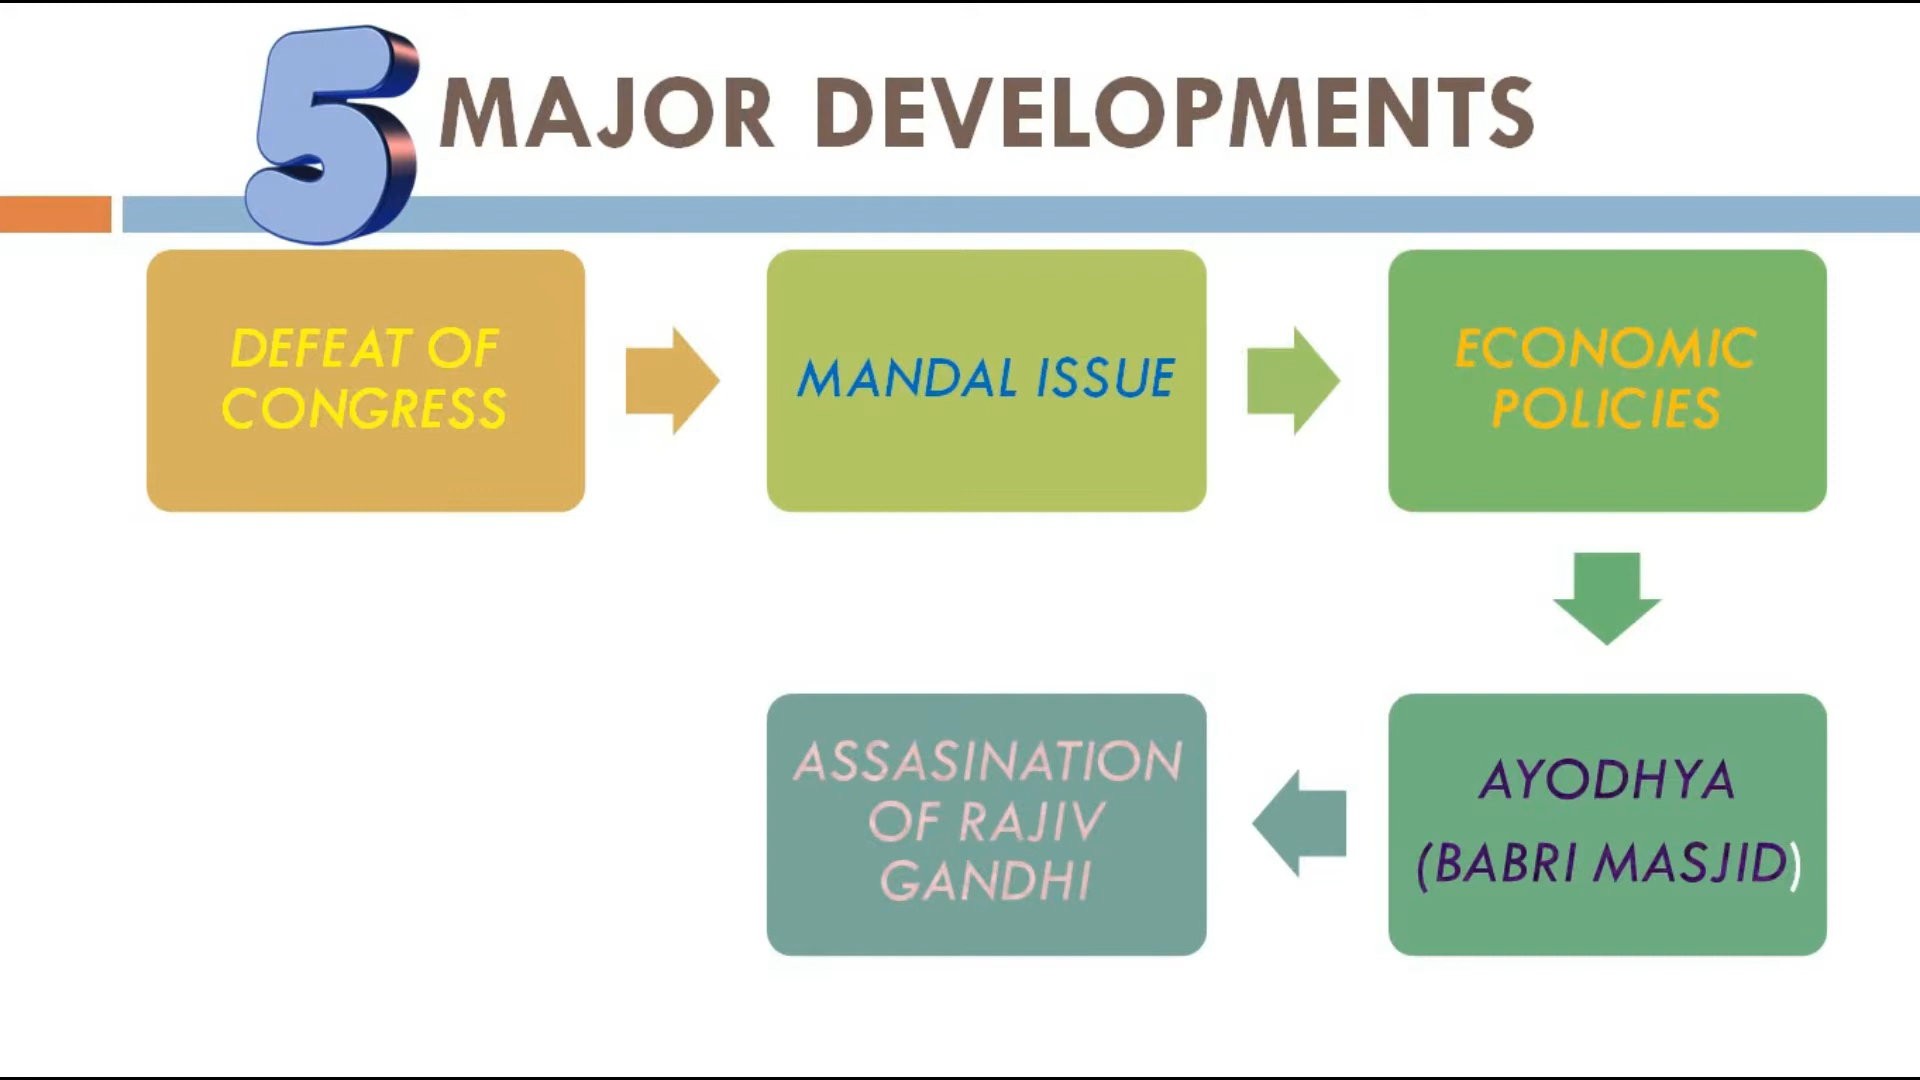 5 MAJOR DEVELOPMENTS
DEFEAT OF
CONGRESS
MANDAL ISSUE
ECONOMIC
POLICIES
AYODHYA
(BABRI MASJID)
ASSASINATION
OF RAJIV
GANDHI